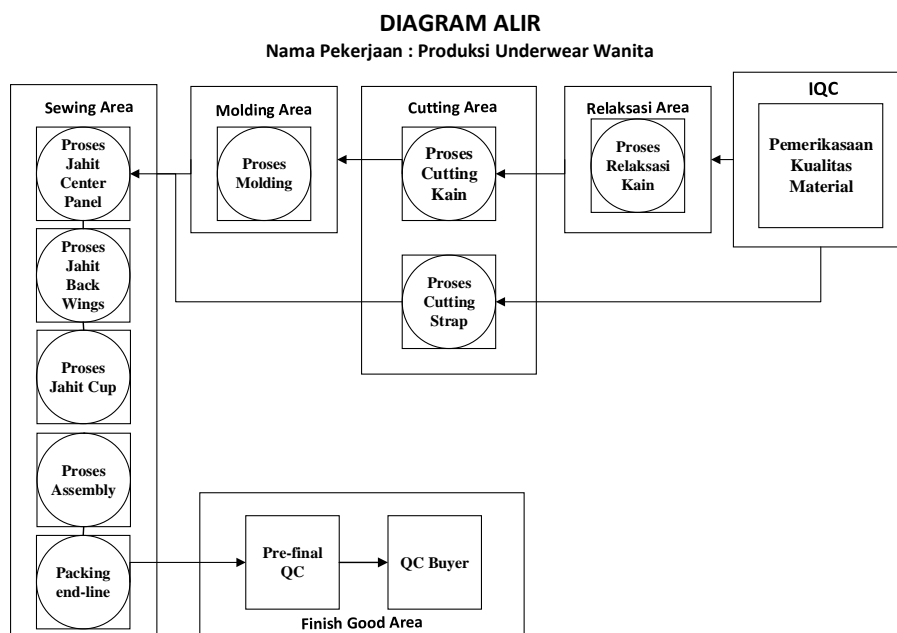 DIAGRAM ALIR
Nama Pekerjaan : Produksi Underwear Wanita
Sewing Area
Proses
Jahit
Center
Panel
Proses
Jahit
Back
Wings
Proses
Jahit Cup
Proses
Assembly
Packing
end-line
Molding Area
Proses
Molding
Cutting Area
Proses
Cutting
Kain
Proses
Cutting
Strap
Relaksasi Area
Proses
Relaksasi
Kain
IQC
Pemerikasaan
Kualitas
Material
Pre-final
QC
QC Buyer
Finish Good Area